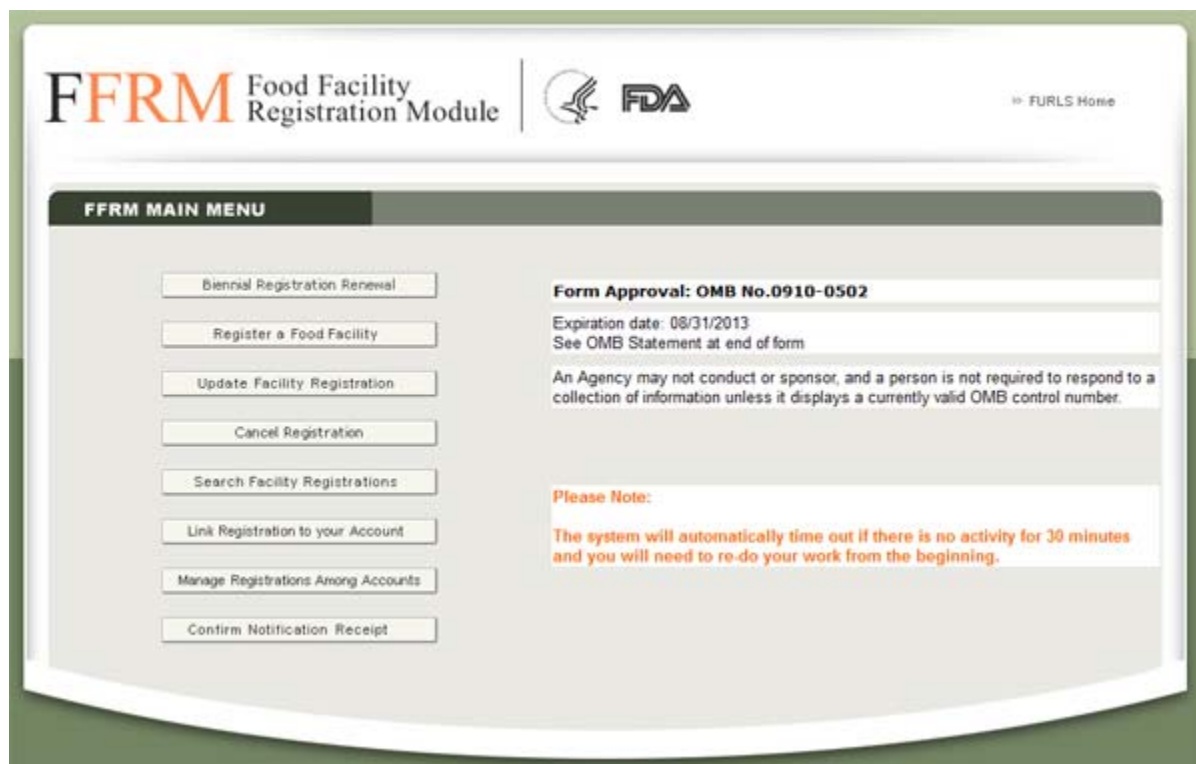 FFRM Food Facility
Registration Module
FDA
» FURLS Home
FFRM MAIN MENU
Biennial Registration Renewal
Register a Food Facility
Update Facility Registration
Cancel Registration
Search Facility Registrations
Link Registration to your Account
Manage Registrations Among Accounts
Confirm Notification Receipt
Form Approval: OMB No.0910-0502
Expiration date: 08/31/2013
See OMB Statement at end of form
An Agency may not conduct or sponsor, and a person is not required to respond to a
collection of information unless it displays a currently valid OMB control number.
Please Note:
The system will automatically time out if there is no activity for 30 minutes
and you will need to re-do your work from the beginning.